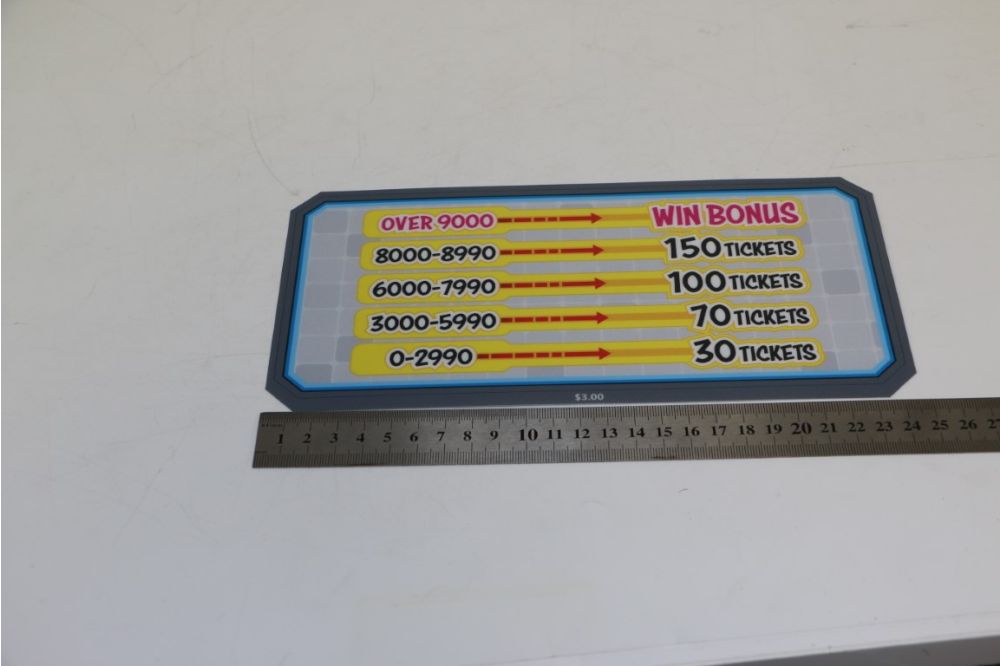 OVER 9000 WIN BONUS
8000-8990 150 TICKETS
6000-7990 100 TICKETS
3000-5990 70 TICKETS
0-2990 30 TICKETS
$3.00
1 2 3 4 5 6 7 8 9 10 11 12 13 14 15 16 17 18 19 20 21 22 23 24 25 26